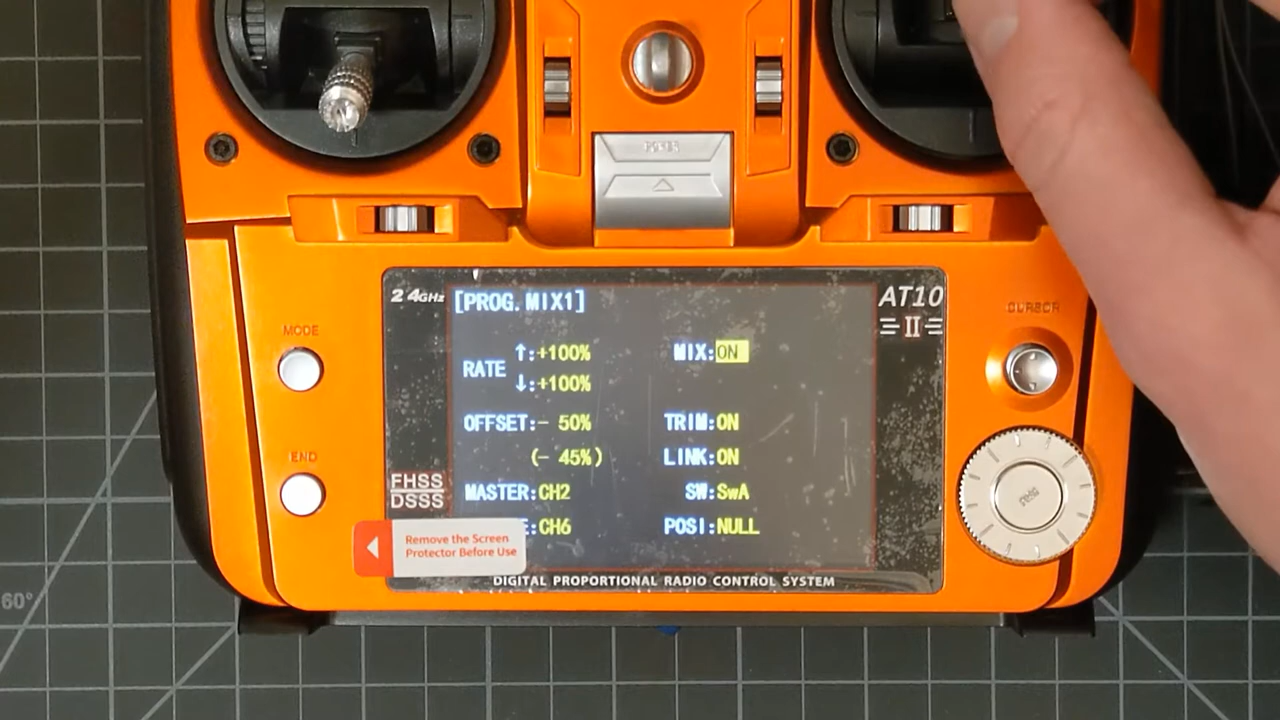 2.4GHz
[PROG.MIX1]
AT10
II
MODE
CURSOR
RATE ↑:+100% MIX:ON
↓:+100%
OFFSET:- 50% TRIM:ON
(- 45%) LINK:ON
END
FHSS
DSSS
MASTER:CH2 SW:SwA
E:CH6 POSI:NULL
PUSH
Remove the Screen
Protector Before Use
DIGITAL PROPORTIONAL RADIO CONTROL SYSTEM
60°